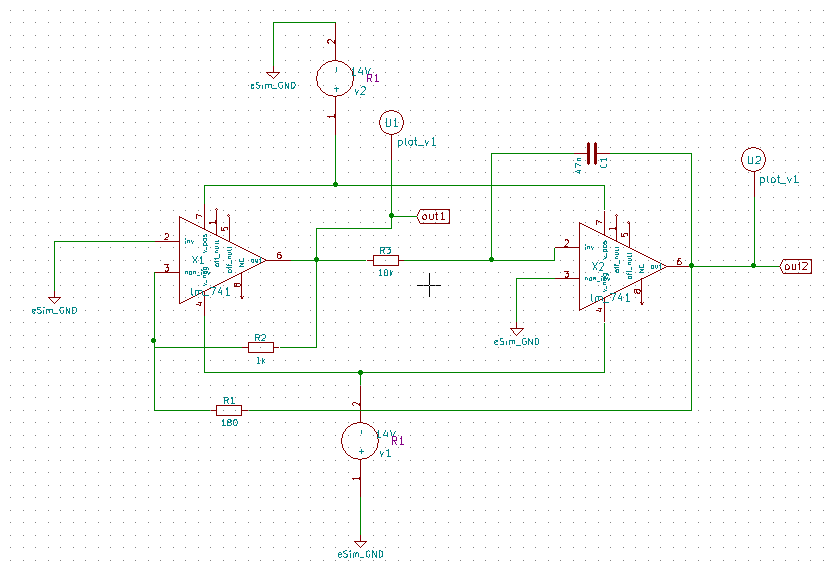 2
14V
R1
eSim_GND
+
v2
1
U1
plot_v1
47n
C1
U2
plot_v1
7
1
5
v_pos
off_null
out1
7
1
5
v_pos
off_null
2
inv
X1
out
6
3
non_inv
v_neg
off_null
NC
lm_741
4
8
R3
10k
2
inv
X2
out
6
3
v_neg
off_null
NC
lm_741
4
8
out2
eSim_GND
eSim_GND
R2
1k
R1
180
2
14V
R1
+
v1
1
eSim_GND